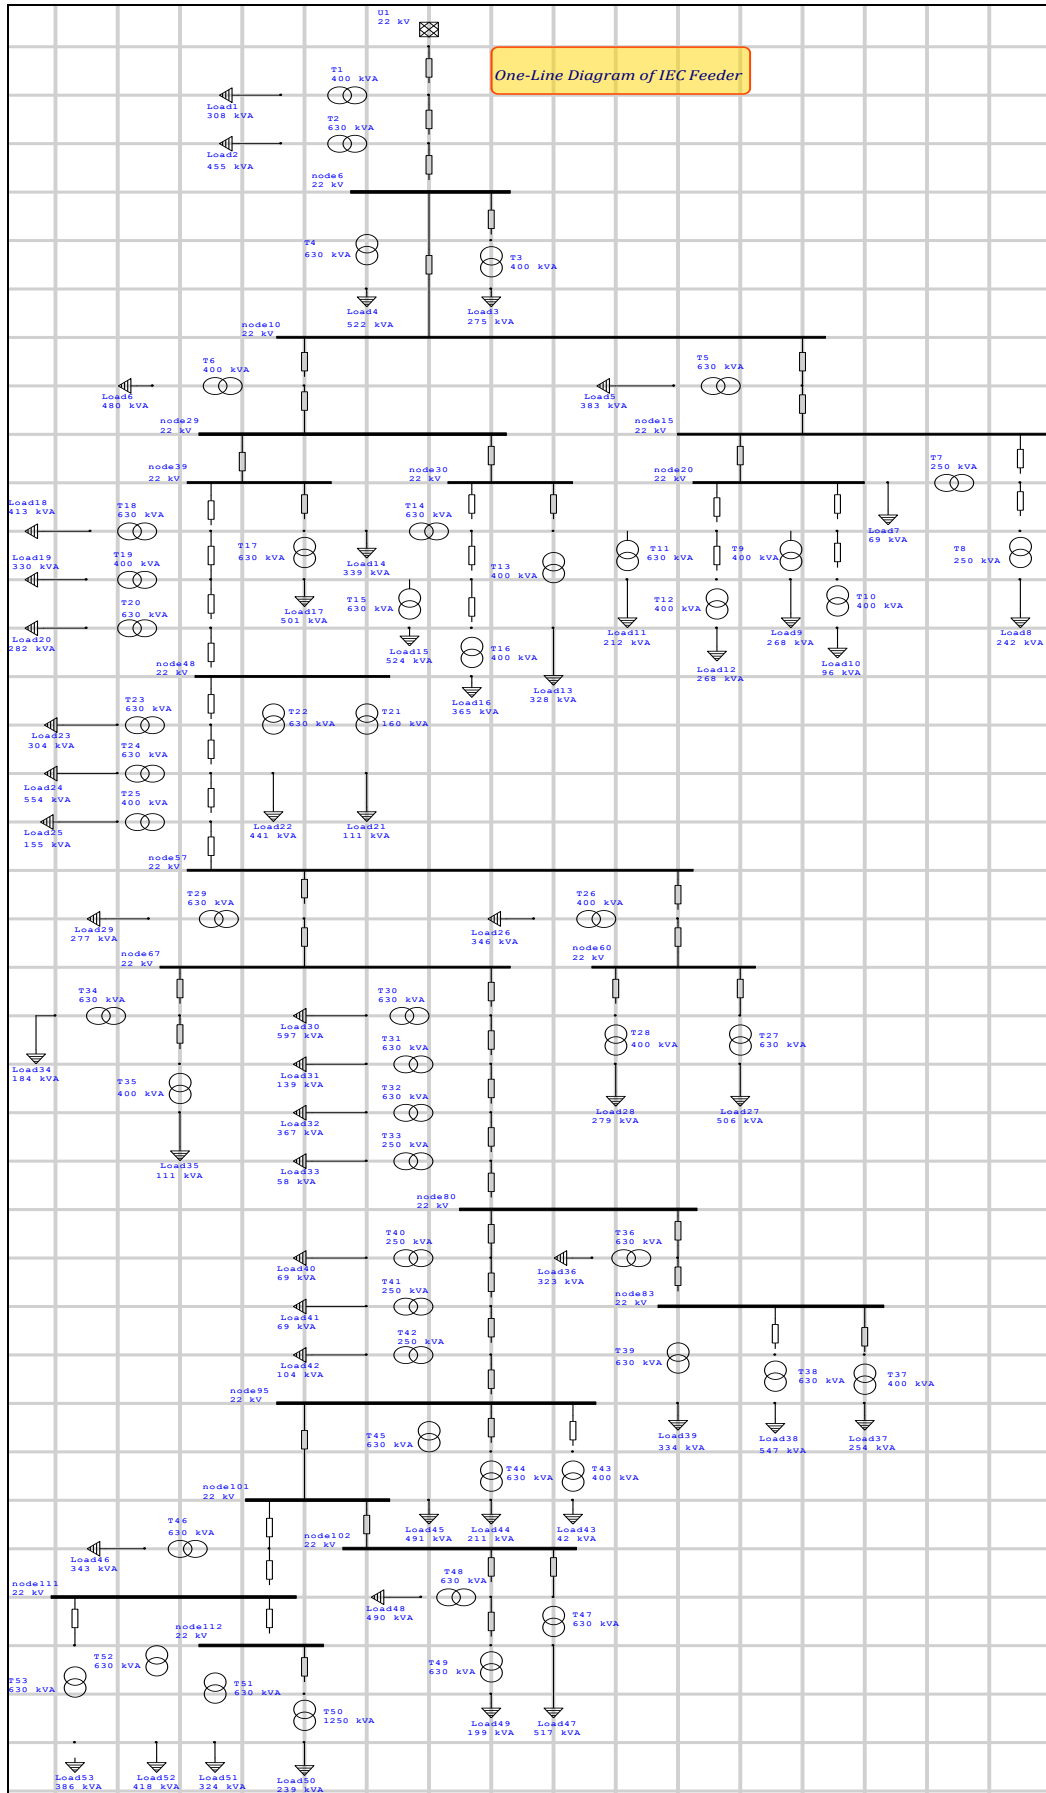 U1
22 kV
One-Line Diagram of IEC Feeder
T1
400 kVA
Load1
308 kVA
T2
630 kVA
Load2
455 kVA
node6
22 kV
T4
630 kVA
T3
400 kVA
Load4
522 kVA
Load3
275 kVA
node10
22 kV
T6
400 kVA
Load6
480 kVA
T5
630 kVA
Load5
383 kVA
node29
22 kV
node15
22 kV
node39
22 kV
node30
22 kV
node20
22 kV
T7
250 kVA
Load18
413 kVA
T18
630 kVA
T14
630 kVA
Load7
69 kVA
Load19
330 kVA
T19
400 kVA
T17
630 kVA
Load14
339 kVA
T13
400 kVA
T11
630 kVA
T9
400 kVA
T8
250 kVA
T20
630 kVA
Load17
501 kVA
T15
630 kVA
T12
400 kVA
T10
400 kVA
Load20
282 kVA
Load15
524 kVA
T16
400 kVA
Load11
212 kVA
Load9
268 kVA
Load8
242 kVA
node48
22 kV
Load12
268 kVA
Load10
96 kVA
Load16
365 kVA
Load13
328 kVA
T23
630 kVA
Load23
304 kVA
T22
630 kVA
T21
160 kVA
T24
630 kVA
Load24
554 kVA
T25
400 kVA
Load25
155 kVA
Load22
441 kVA
Load21
111 kVA
node57
22 kV
T29
630 kVA
Load29
277 kVA
T26
400 kVA
Load26
346 kVA
node67
22 kV
node60
22 kV
T34
630 kVA
Load34
184 kVA
T30
630 kVA
Load30
597 kVA
T28
400 kVA
T27
630 kVA
T31
630 kVA
Load31
139 kVA
T35
400 kVA
T32
630 kVA
Load32
367 kVA
Load28
279 kVA
Load27
506 kVA
T33
250 kVA
Load33
58 kVA
Load35
111 kVA
node80
22 kV
T40
250 kVA
Load40
69 kVA
T36
630 kVA
Load36
323 kVA
T41
250 kVA
Load41
69 kVA
node83
22 kV
T42
250 kVA
Load42
104 kVA
T39
630 kVA
T38
630 kVA
T37
400 kVA
node95
22 kV
T45
630 kVA
Load39
334 kVA
Load38
547 kVA
Load37
254 kVA
T44
630 kVA
T43
400 kVA
node101
22 kV
T46
630 kVA
Load46
343 kVA
Load45
491 kVA
Load44
211 kVA
Load43
42 kVA
node102
22 kV
node111
22 kV
T48
630 kVA
Load48
490 kVA
T47
630 kVA
node112
22 kV
T53
630 kVA
T52
630 kVA
T51
630 kVA
T50
1250 kVA
T49
630 kVA
Load49
199 kVA
Load47
517 kVA
Load53
386 kVA
Load52
418 kVA
Load51
324 kVA
Load50
239 kVA